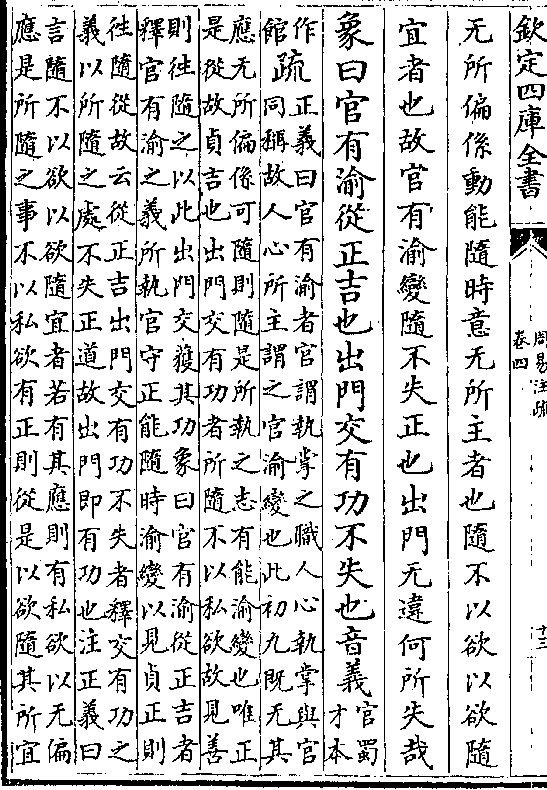 欽定四庫全書
周易注疏
卷四
十三
无所偏係動能隨時意无所主者也隨不以欲以欲隨
宜者也故官有渝變隨不失正也出門无違何所失哉
象曰官有渝從正吉也出門交有功不失也音義官蜀才本
作館疏正義曰官有渝者官謂執掌之職人心執掌與官
同稱故人心所主謂之官渝變也此初九既无其
應无所偏係可隨則隨是所執之志有能渝變也唯正
是從故貞吉也出門交有功者所隨不以私欲故見善
則往隨之以此出門交獲其功象曰官有渝從正吉者
釋官有渝之義所執官守正能隨時渝變以見貞正則
往隨從故云從正吉出門交有功不失者釋交有功之
義以所隨之處不失正道故出門即有功也注正義曰
言隨不以欲以欲隨宜者若有其應則有私欲以无偏
應是所隨之事不以私欲有正則從是以欲隨其所宜